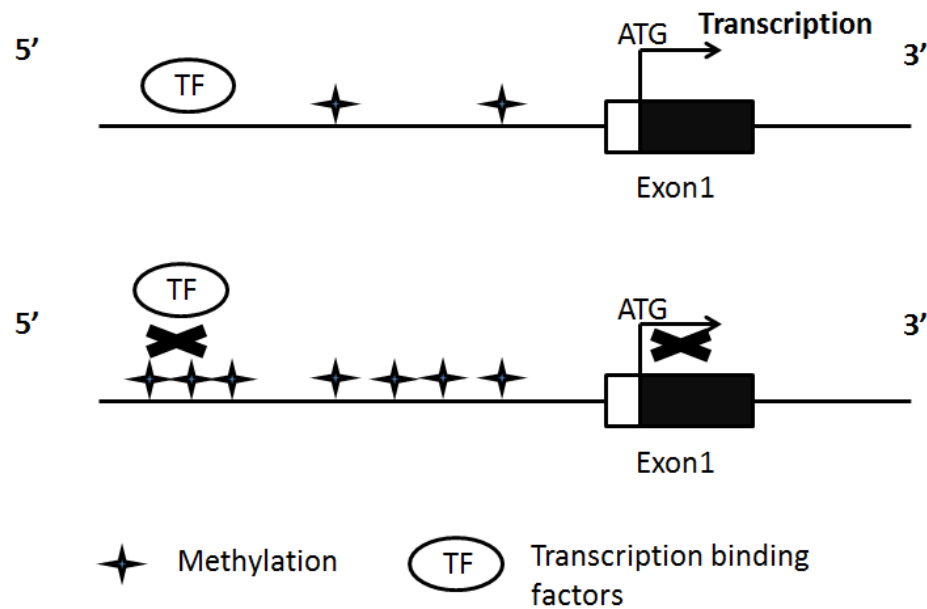 Transcription
ATG
5’
3’
TF
Exon1
TF
ATG
5’
3’
Exon1
Methylation
TF
Transcription binding
factors